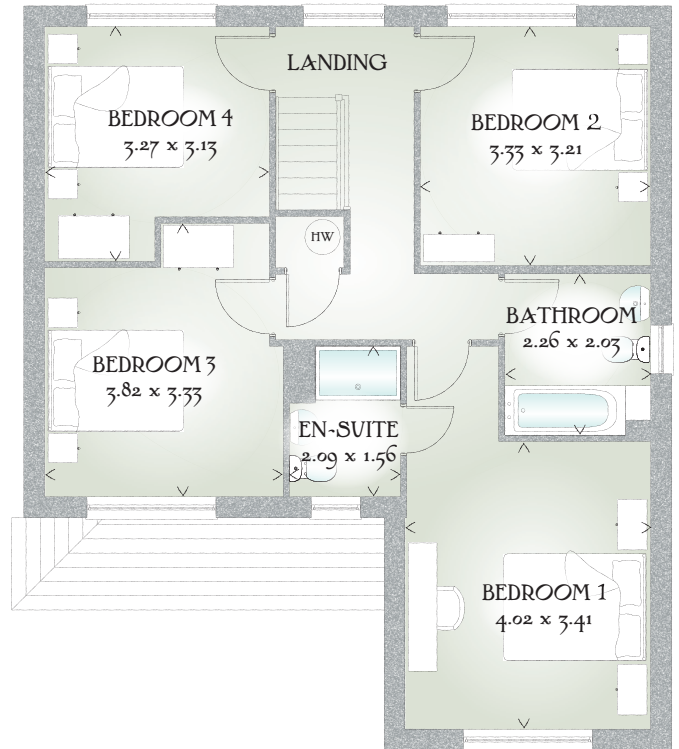 LANDING
BEDROOM 4
3.27 x 3.13
BEDROOM 2
3.33 x 3.21
HW
BATHROOM
2.26 x 2.03
BEDROOM 3
3.82 x 3.33
EN-SUITE
2.09 x 1.56
BEDROOM 1
4.02 x 3.41